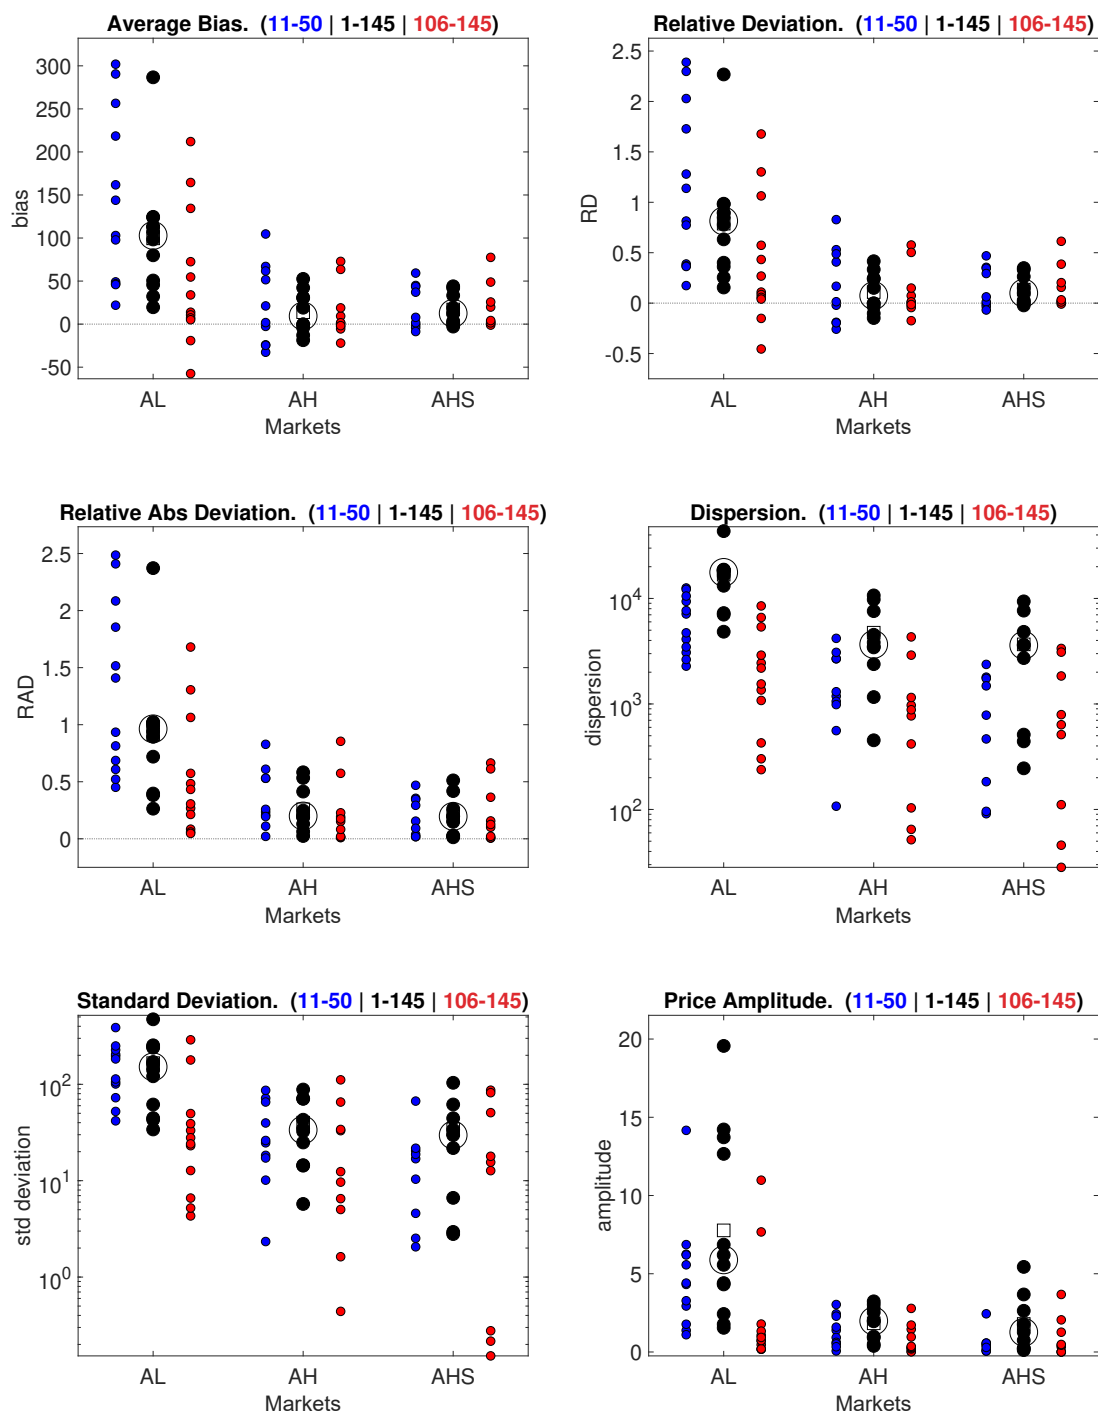 Average Bias. (11-50 | 1-145 | 106-145)
300
250
200
150
100
50
0
-50
bias
AL AH AHS
Markets
Relative Deviation. (11-50 | 1-145 | 106-145)
2.5
2
1.5
1
0.5
0
-0.5
RD
AL AH AHS
Markets
Relative Abs Deviation. (11-50 | 1-145 | 106-145)
2.5
2
1.5
1
0.5
0
RAD
AL AH AHS
Markets
Dispersion. (11-50 | 1-145 | 106-145)
10^4
10^3
10^2
dispersion
AL AH AHS
Markets
Standard Deviation. (11-50 | 1-145 | 106-145)
10^2
10^1
10^0
std deviation
AL AH AHS
Markets
Price Amplitude. (11-50 | 1-145 | 106-145)
20
15
10
5
0
amplitude
AL AH AHS
Markets